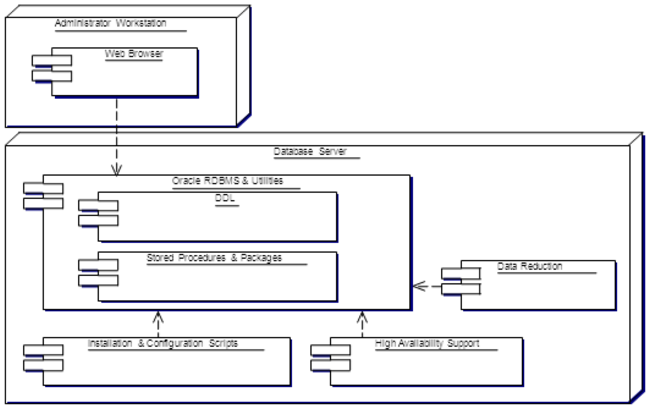 Administrator Workstation
Web Browser
Database Server
Oracle RDBMS & Utilities
DDL
Stored Procedures & Packages
Data Reduction
Installation & Configuration Scripts
High Availability Support